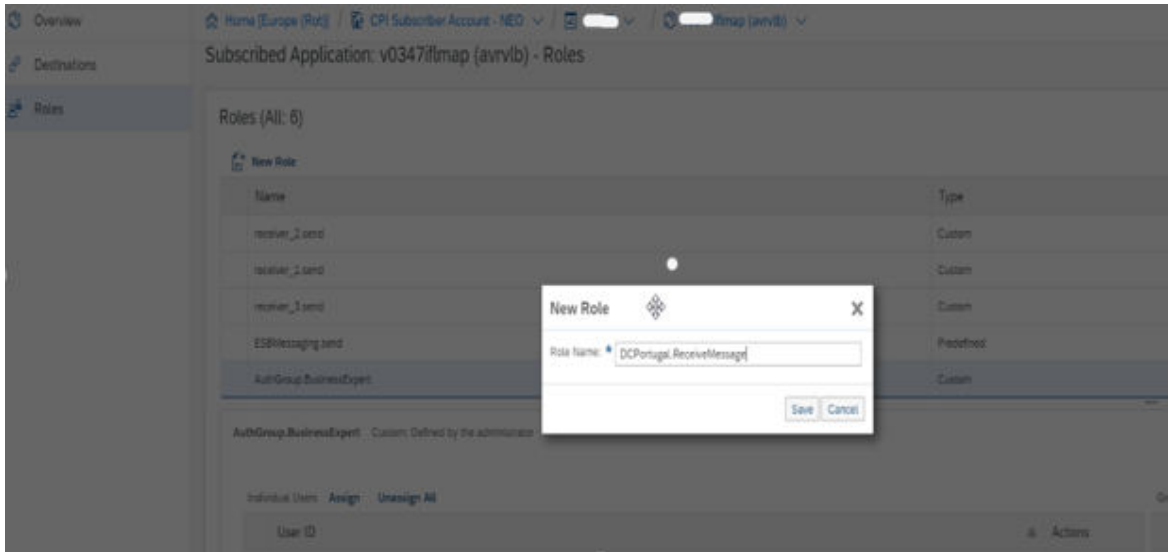 Overview
Home [Europe (Rot)] / CPI Subscriber Account - NEO / / iflmap (avrvlb)
Destinations
Subscribed Application: v0347iflmap (avrvlb) - Roles
Roles
Roles (All: 6)
New Role
Name Type
receiver_2.send Custom
receiver_1.send Custom
receiver_3.send Custom
ESBMessaging.send Predefined
AuthGroup.BusinessExpert Custom
New Role
Role Name: * DCPortugal.ReceiveMessage
Save Cancel
AuthGroup.BusinessExpert Custom: Defined by the administrator
Individual Users Assign Unassign All
User ID Actions